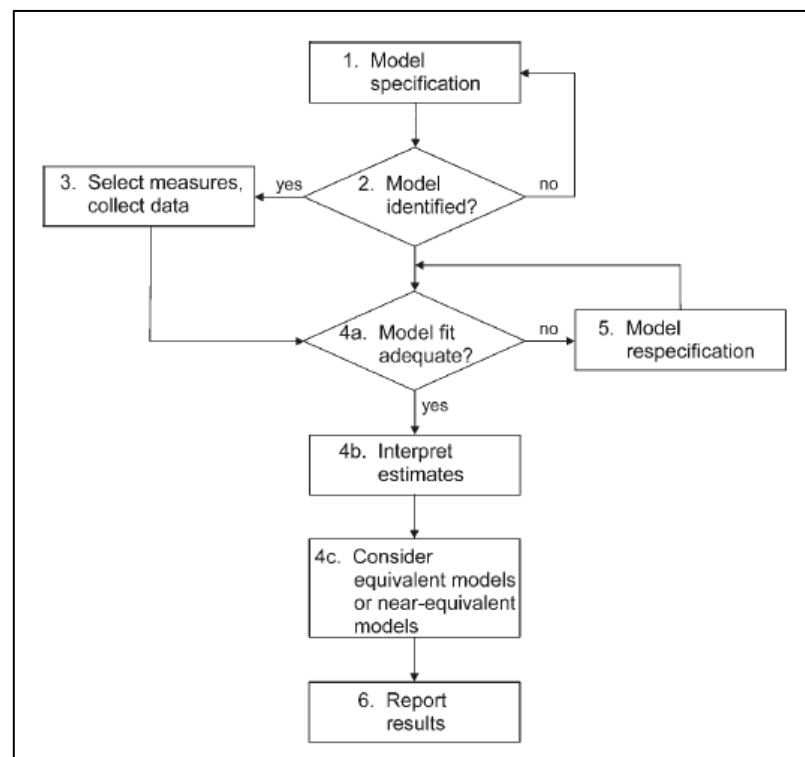 1. Model
specification
3. Select measures,
collect data
yes
2. Model
identified?
no
4a. Model fit
adequate?
no
5. Model
respecification
yes
4b. Interpret
estimates
4c. Consider
equivalent models
or near-equivalent
models
6. Report
results